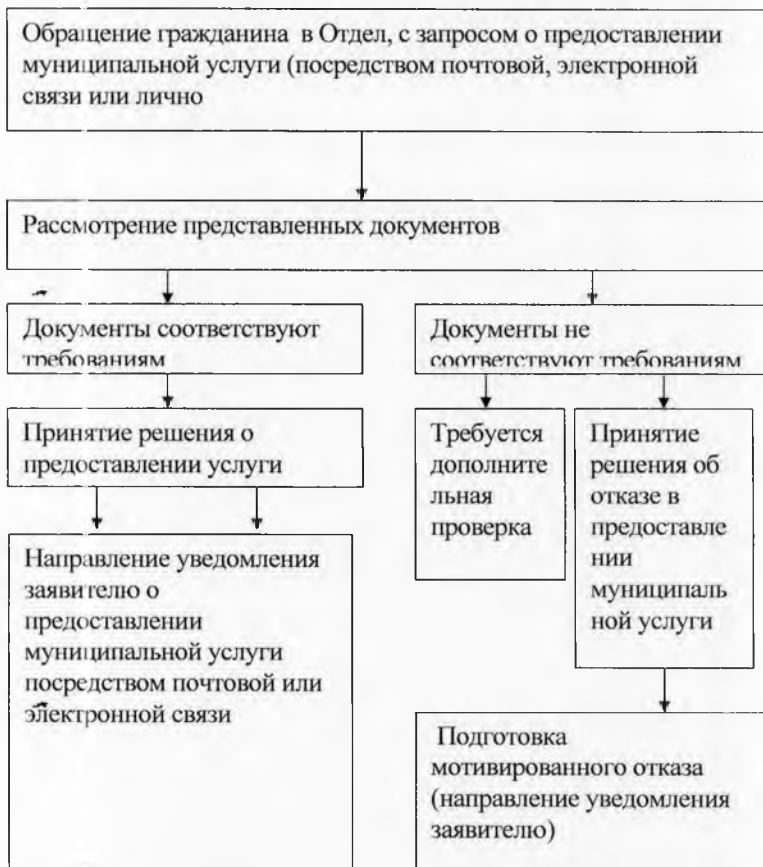 Обращение гражданина в Отдел, с запросом о предоставлении
муниципальной услуги (посредством почтовой, электронной
связи или лично
Рассмотрение представленных документов
Документы соответствуют
требованиям
Документы не
соответствуют требованиям
Принятие решения о
предоставлении услуги
Требуется
дополните
льная
проверка
Принятие
решения об
отказе в
предоставле
нии
муниципаль
ной услуги
Направление уведомления
заявителю о
предоставлении
муниципальной услуги
посредством почтовой или
электронной связи
Подготовка
мотивированного отказа
(направление уведомления
заявителю)